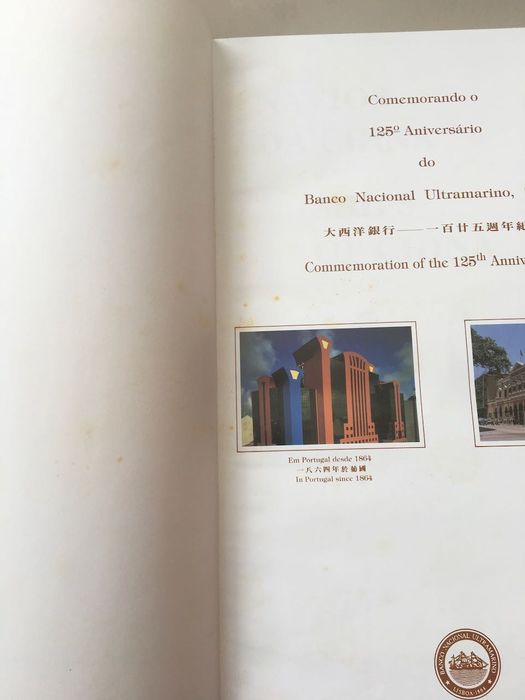 Comemorando o
125º Aniversário
do
Banco Nacional Ultramarino,
大西洋銀行——一百廿五週年紀
Commemoration of the 125th Anniv
Em Portugal desde 1864
一八六四年於葡國
In Portugal since 1864
BANCO NACIONAL ULTRAMARINO
LISBOA 1864